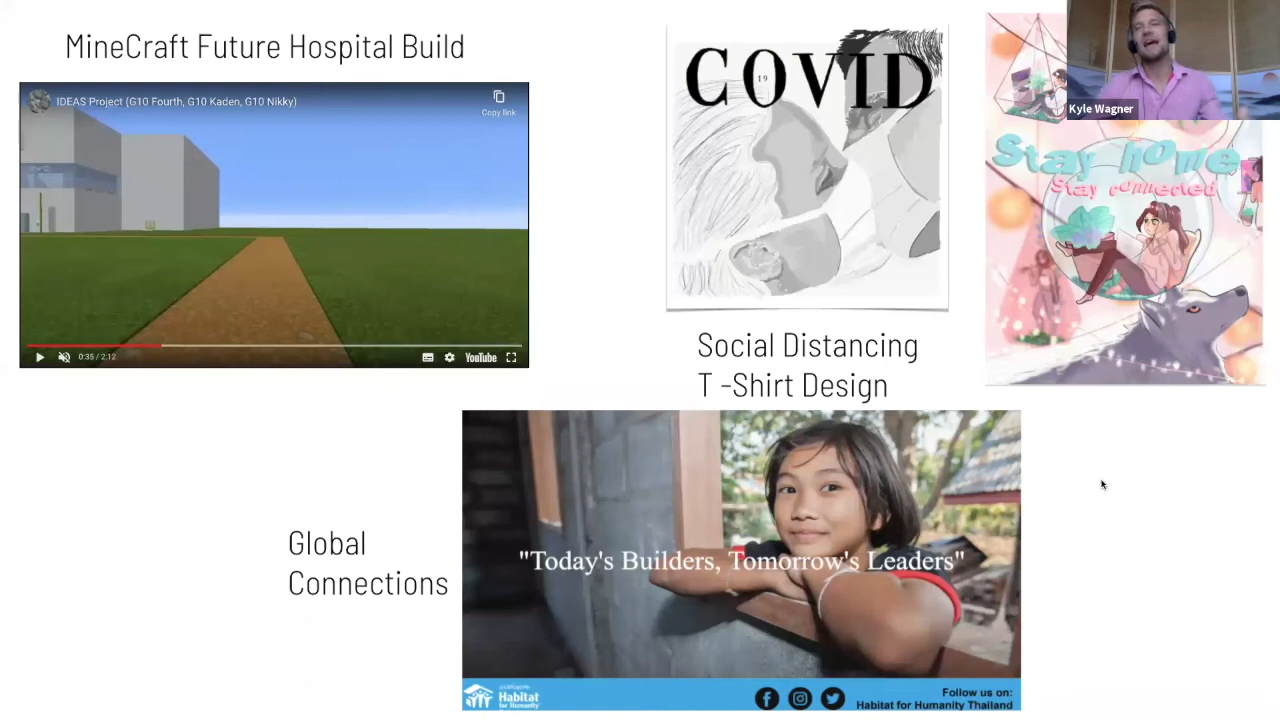 MineCraft Future Hospital Build
IDEAS Project (G10 Fourth, G10 Kaden, G10 Nikky)
Copy link
0:35 / 2:12
YouTube
COVID
19
Social Distancing
T -Shirt Design
Stay home
Stay connected
Kyle Wagner
Global
Connections
"Today's Builders, Tomorrow's Leaders"
Habitat
for Humanity
Follow us on:
Habitat for Humanity Thailand